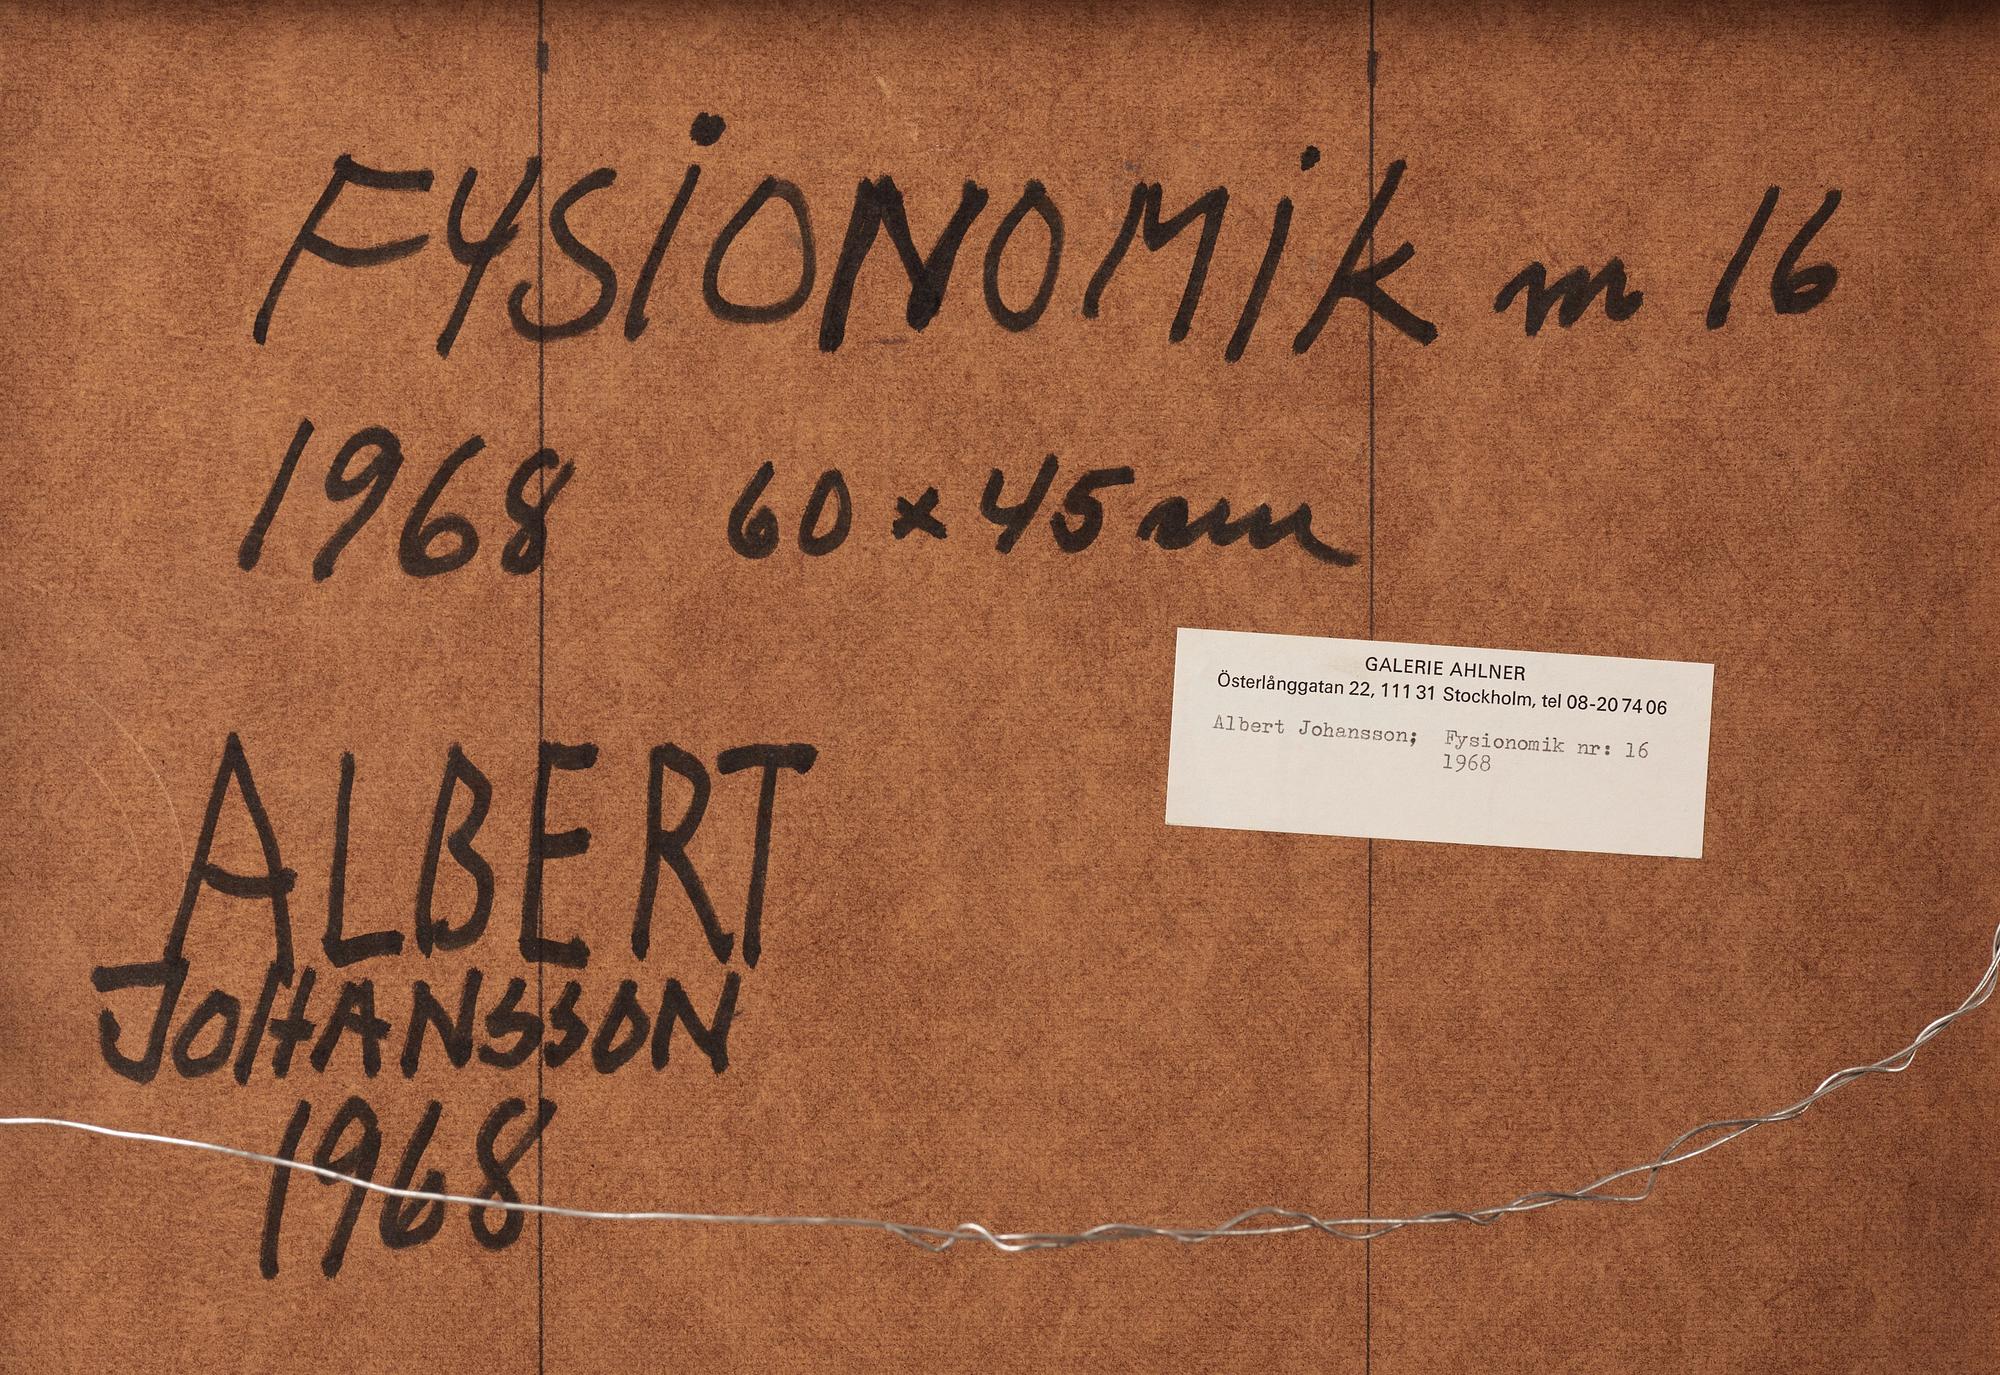 FYSiONOMik nr 16
1968 60 x 45 cm
GALERIE AHLNER
Österlånggatan 22, 111 31 Stockholm, tel 08-20 74 06
Albert Johansson; Fysionomik nr: 16
1968
ALBERT
JOHANSSON
1968